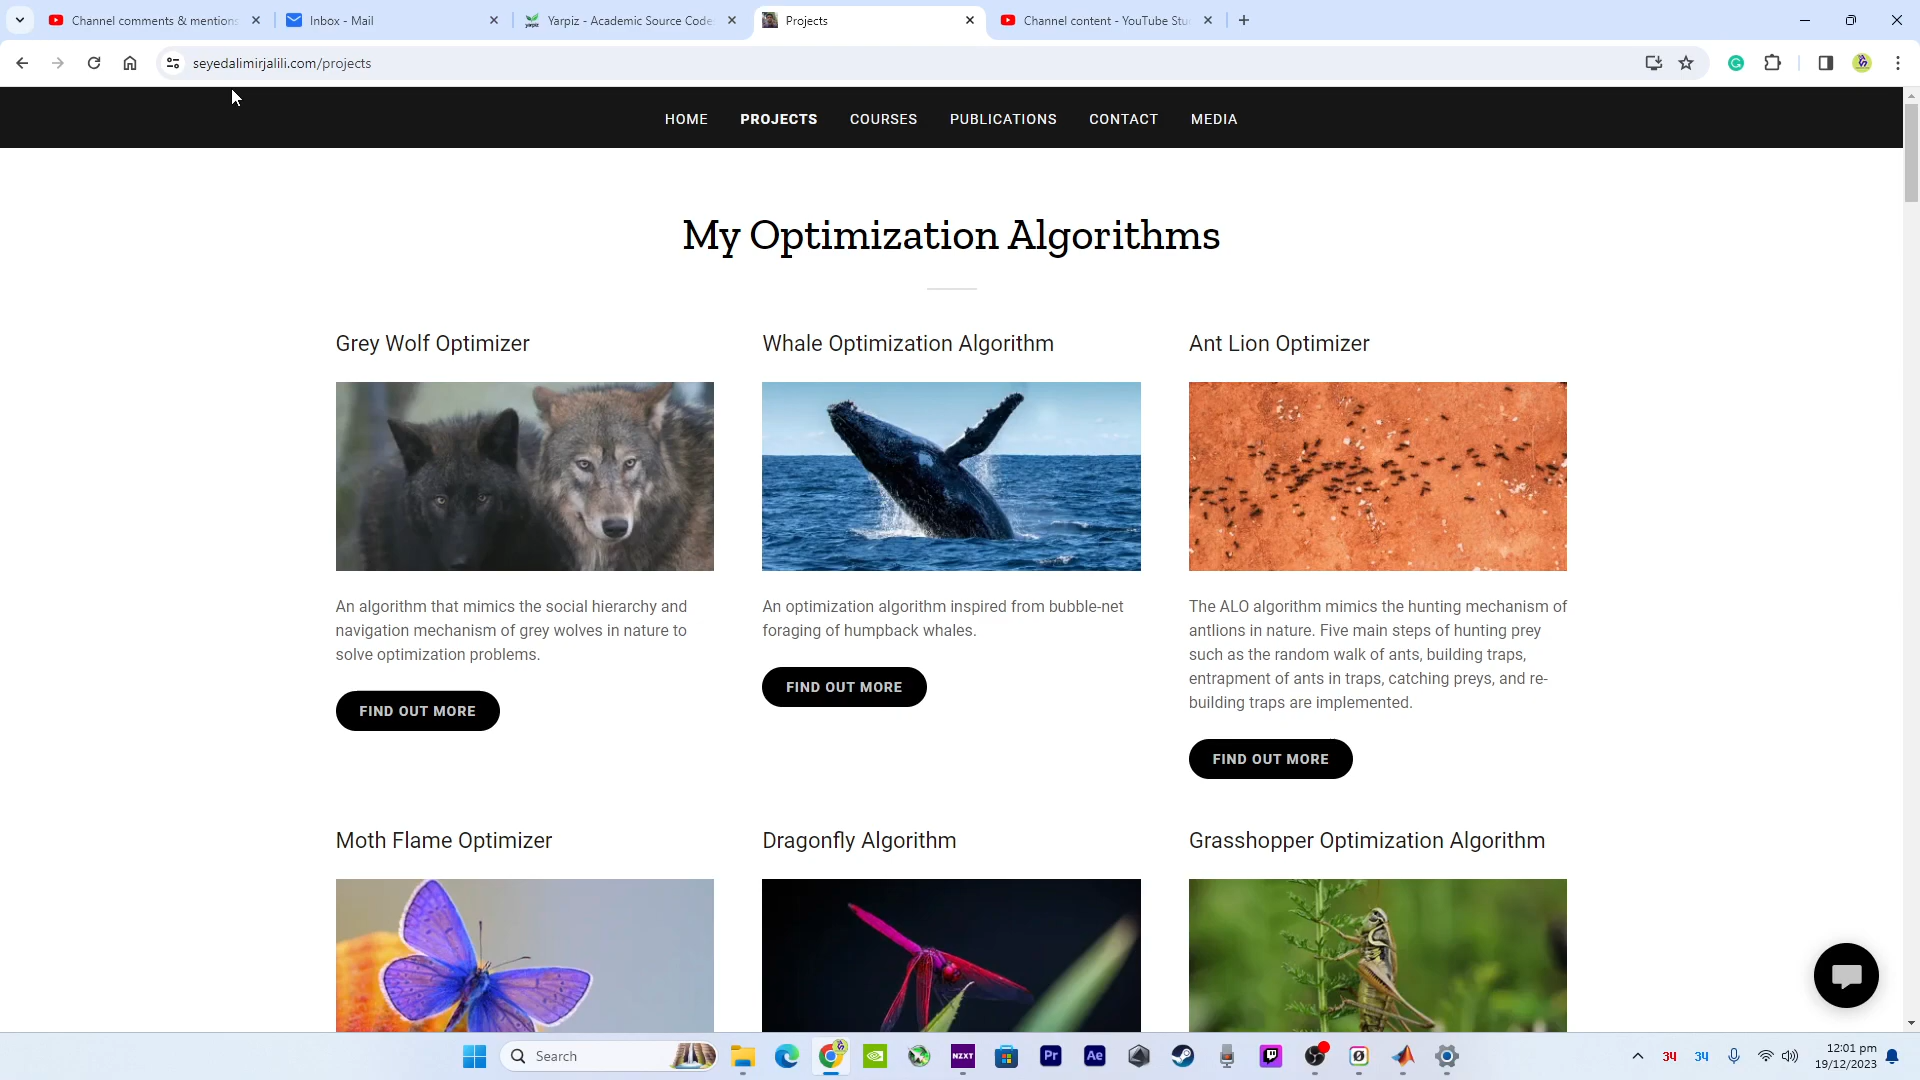 Channel comments & mentions
Inbox - Mail
Yarpiz - Academic Source Code
Projects
Channel content - YouTube Stu
seyedalimirjalili.com/projects
HOME PROJECTS COURSES PUBLICATIONS CONTACT MEDIA
My Optimization Algorithms
Grey Wolf Optimizer
An algorithm that mimics the social hierarchy and
navigation mechanism of grey wolves in nature to
solve optimization problems.
FIND OUT MORE
Whale Optimization Algorithm
An optimization algorithm inspired from bubble-net
foraging of humpback whales.
FIND OUT MORE
Ant Lion Optimizer
The ALO algorithm mimics the hunting mechanism of
antlions in nature. Five main steps of hunting prey
such as the random walk of ants, building traps,
entrapment of ants in traps, catching preys, and re-
building traps are implemented.
FIND OUT MORE
Moth Flame Optimizer
Dragonfly Algorithm
Grasshopper Optimization Algorithm
Search
NZXT
Pr
Ae
34
34
12:01 pm
19/12/2023